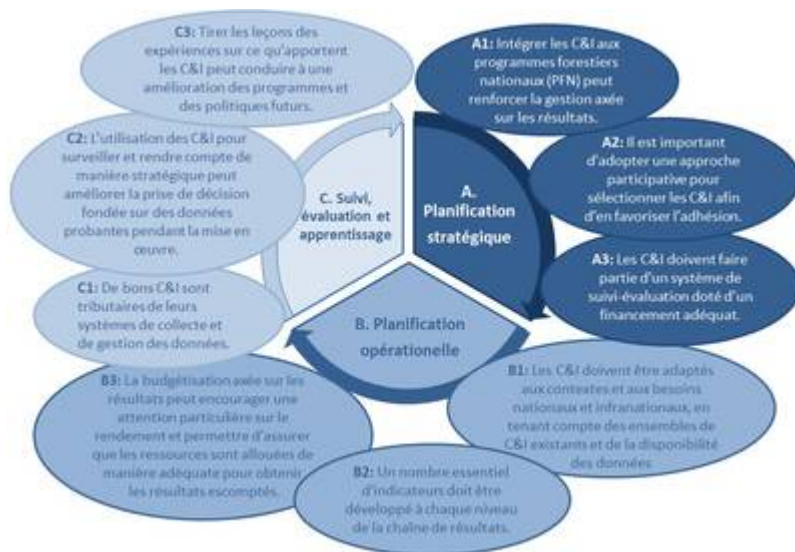 A1: Intégrer les C&I aux
programmes forestiers
nationaux (PFN) peut
renforcer la gestion axée
sur les résultats.
A2: Il est important
d'adopter une approche
participative pour
sélectionner les C&I afin
d'en favoriser l'adhésion.
A3: Les C&I doivent faire
partie d'un système de
suivi-évaluation doté d'un
financement adéquat.
A.
Planification
stratégique
B. Planification
opérationelle
B1: Les C&I doivent être adaptés
aux contextes et aux besoins
nationaux et infranationaux, en
tenant compte des ensembles de
C&I existants et de la disponibilité
des données
B2: Un nombre essentiel
d'indicateurs doit être
développé à chaque niveau
de la chaîne de résultats.
B3: La budgétisation axée sur les
résultats peut encourager une
attention particulière sur le
rendement et permettre d'assurer
que les ressources sont allouées de
manière adéquate pour obtenir
les résultats escomptés.
C. Suivi,
évaluation et
apprentissage
C1: De bons C&I sont
tributaires de leurs
systèmes de collecte et
de gestion des données.
C2: L'utilisation des C&I pour
surveiller et rendre compte de
manière stratégique peut
améliorer la prise de décision
fondée sur des données
probantes pendant la mise en
œuvre.
C3: Tirer les leçons des
expériences sur ce qu'apportent
les C&I peut conduire à une
amélioration des programmes et
des politiques futurs.